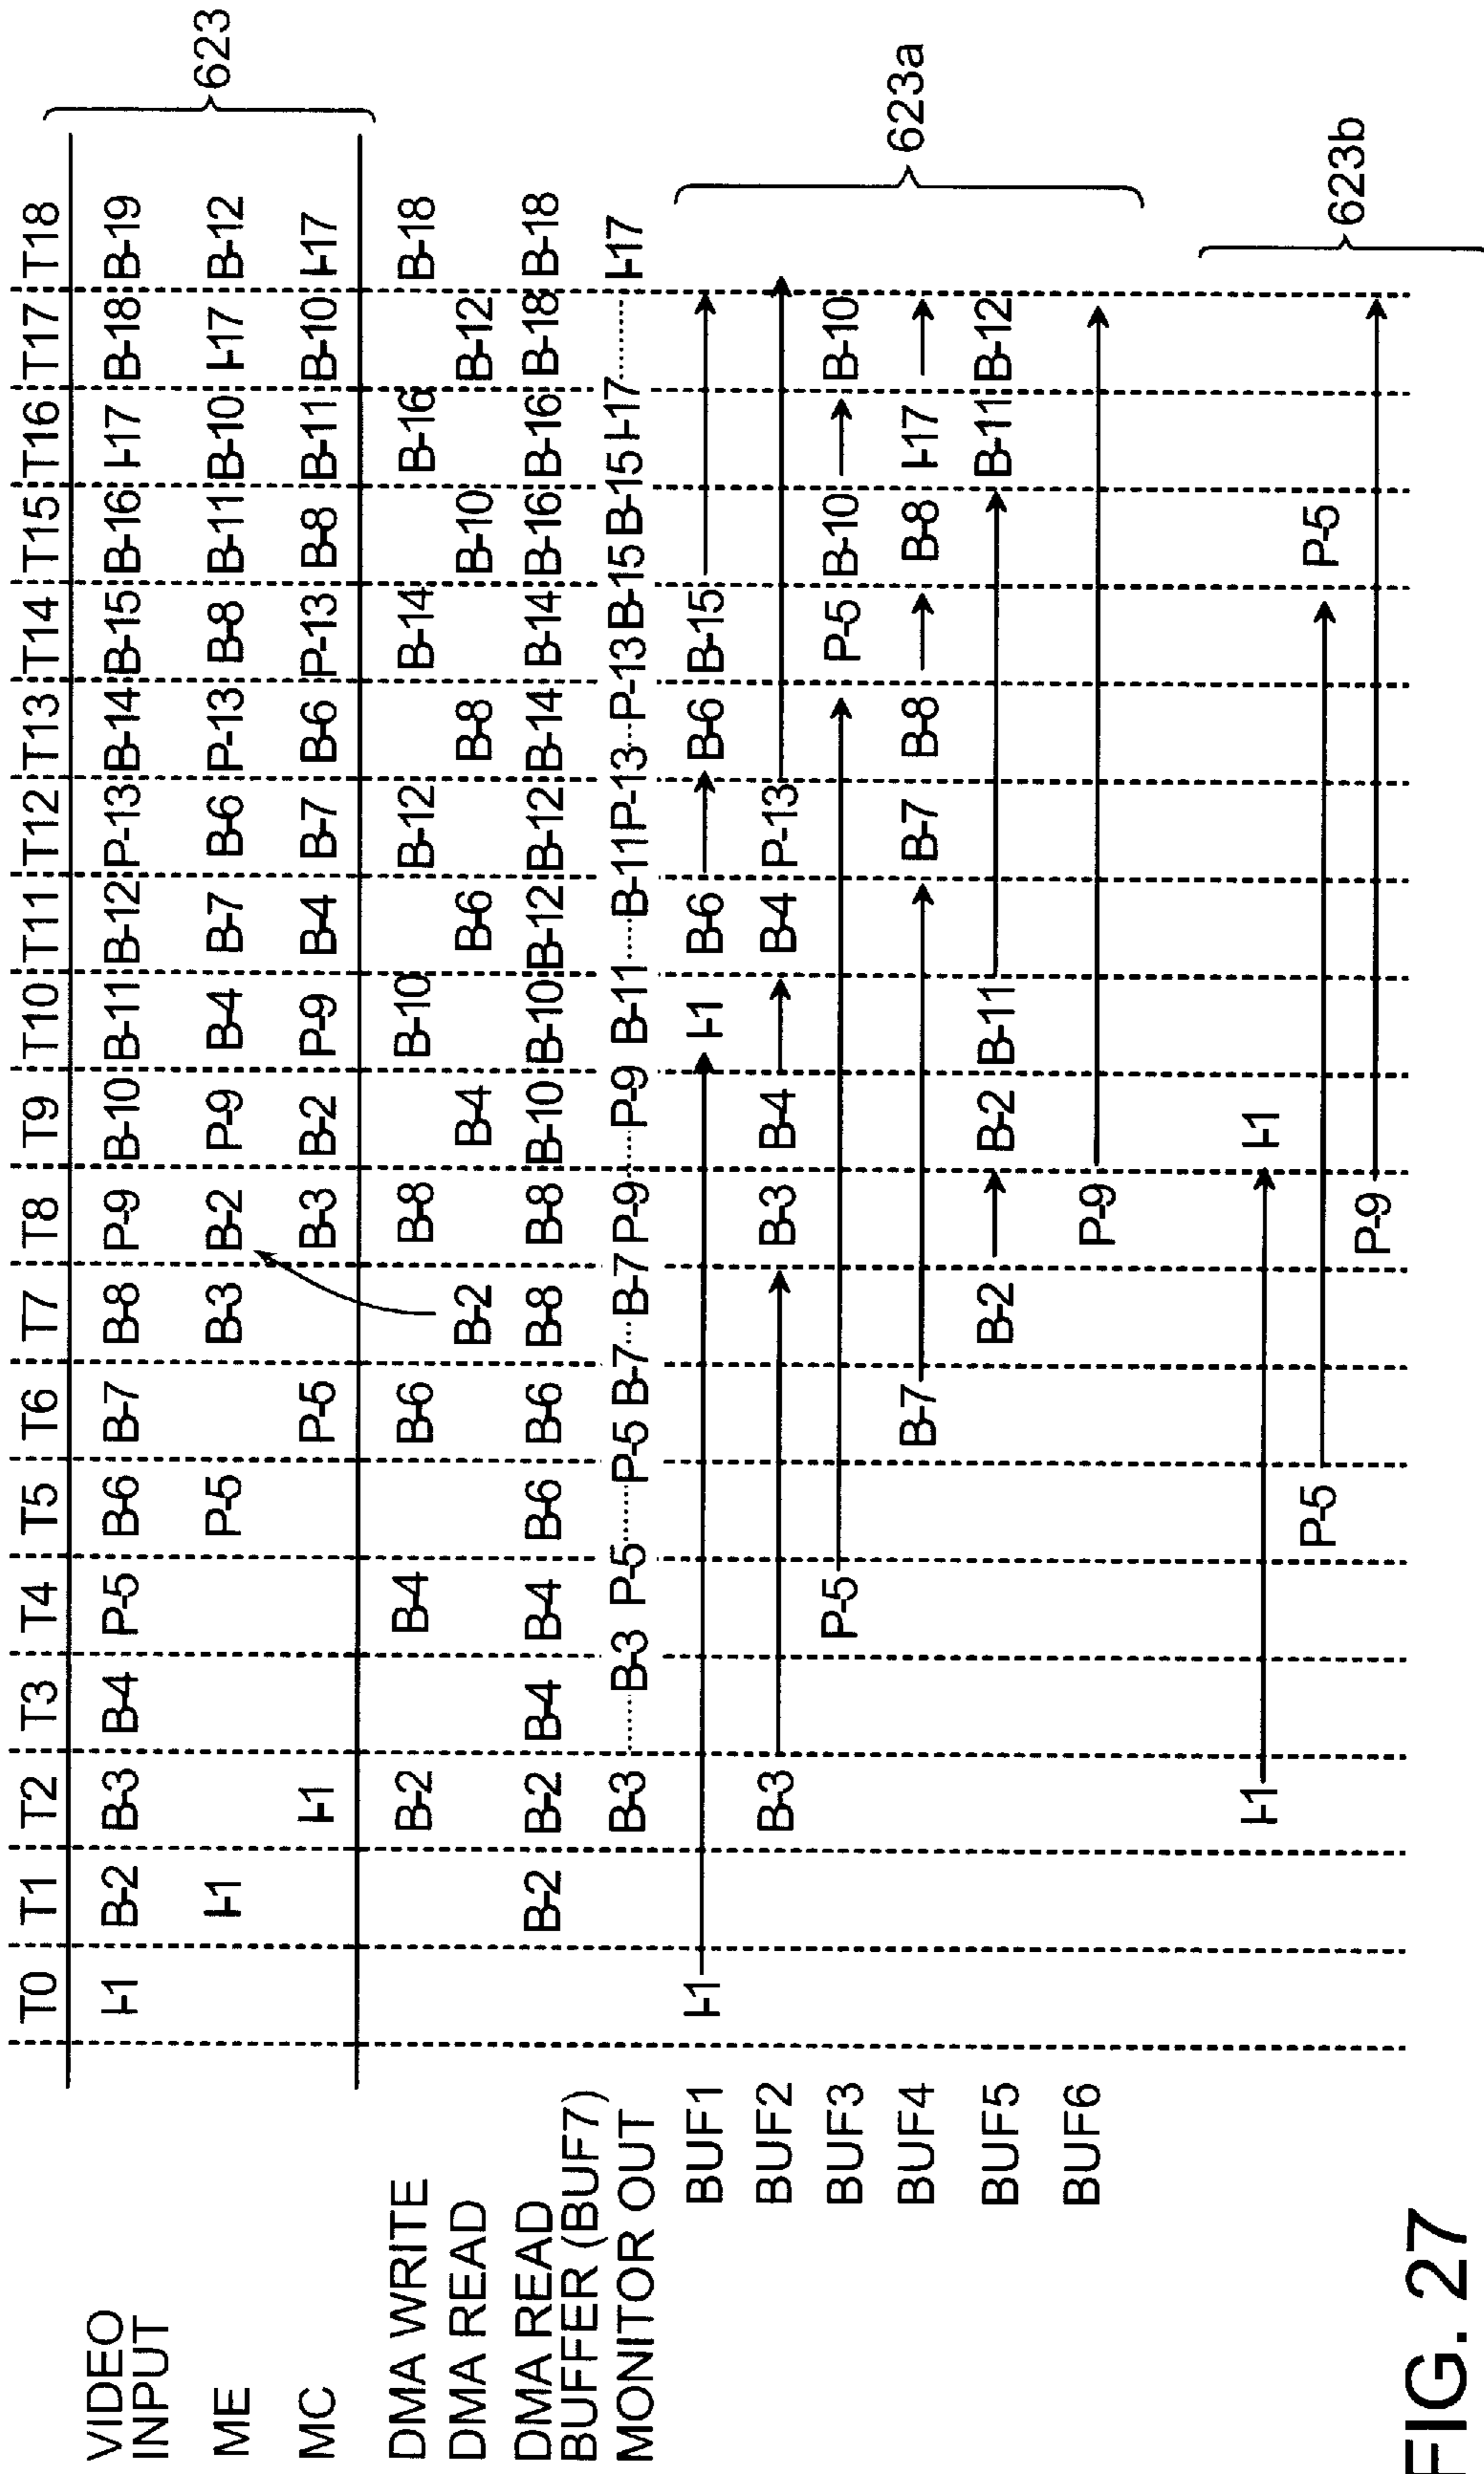 T0 T1 T2 T3 T4 T5 T6 T7 T8 T9 T10 T11 T12 T13 T14 T15 T16 T17 T18
VIDEO INPUT I-1 B-2 B-3 B-4 P-5 B-6 B-7 B-8 P-9 B-10 B-11 B-12 P-13 B-14 B-15 B-16 I-17 B-18 B-19
ME I-1 P-5 B-3 B-2 P-9 B-4 B-7 B-6 P-13 B-8 B-11 B-10 I-17 B-12
623
MC I-1 P-5 B-3 B-2 P-9 B-4 B-7 B-6 P-13 B-8 B-11 B-10 I-17
DMA WRITE B-2 B-4 B-6 B-8 B-10 B-12 B-14 B-16 B-18
DMA READ B-2 B-4 B-6 B-8 B-10 B-12
DMA READ
BUFFER (BUF7) B-2 B-2 B-4 B-4 B-6 B-6 B-8 B-8 B-10 B-10 B-12 B-12 B-14 B-14 B-16 B-16 B-18 B-18
MONITOR OUT B-3 B-3 P-5 P-5 B-7 B-7 P-9 P-9 B-11 B-11 P-13 P-13 B-15 B-15 I-17 I-17
BUF1 I-1 I-1 B-6 B-6 B-15
BUF2 B-3 B-3 B-4 B-4 P-13
BUF3 P-5 P-5 B-10 B-10
623a
BUF4 B-7 B-7 B-8 B-8 I-17
BUF5 B-2 B-2 B-11 B-11 B-12
BUF6 P-9
I-1 I-1
P-5 P-5
623b
P-9
FIG. 27